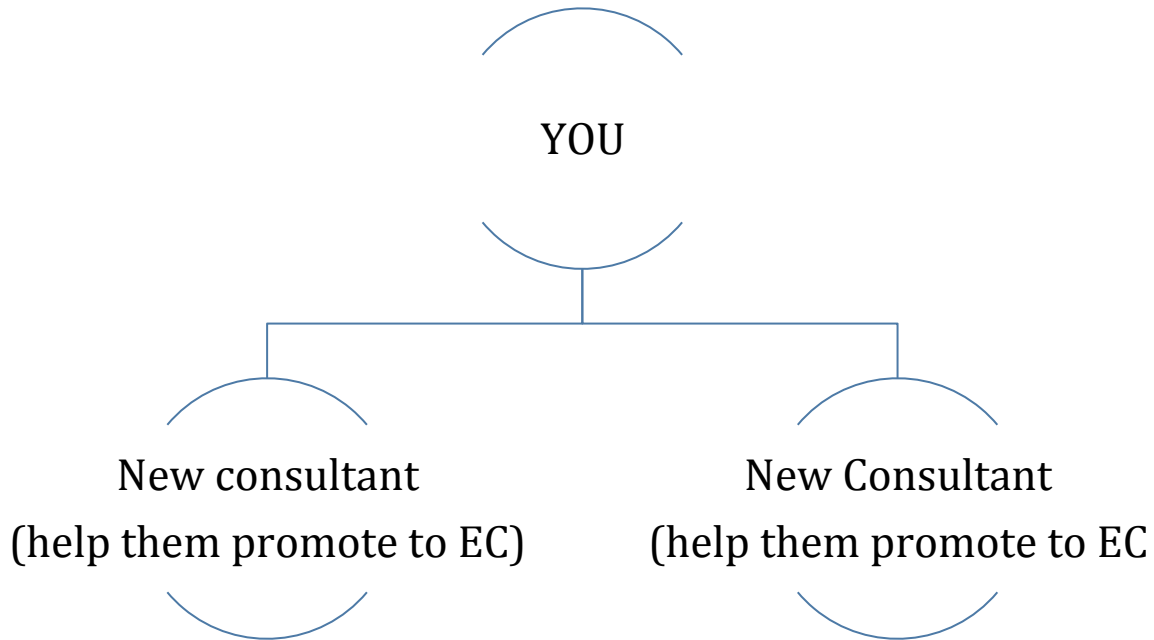 YOU
New consultant
(help them promote to EC)
New Consultant
(help them promote to EC